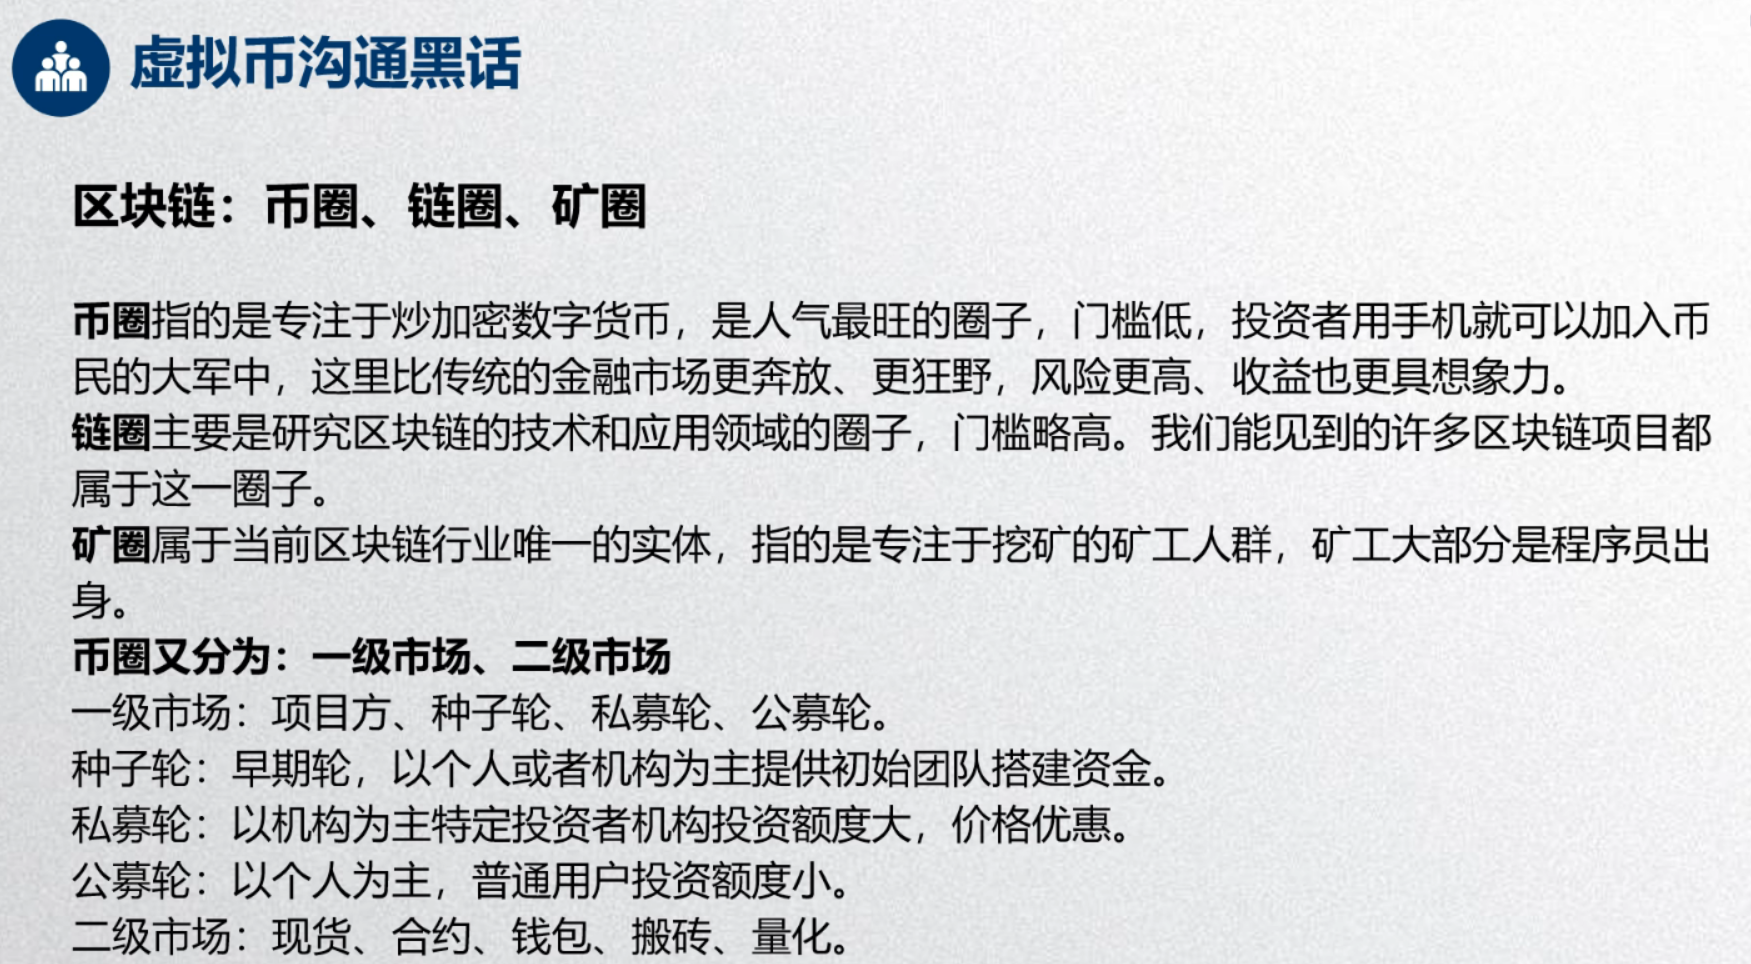 虚拟币沟通黑话
区块链：币圈、链圈、矿圈
币圈指的是专注于炒加密数字货币，是人气最旺的圈子，门槛低，投资者用手机就可以加入币
民的大军中，这里比传统的金融市场更奔放、更狂野，风险更高、收益也更具想象力。
链圈主要是研究区块链的技术和应用领域的圈子，门槛略高。我们能见到的许多区块链项目都
属于这一圈子。
矿圈属于当前区块链行业唯一的实体，指的是专注于挖矿的矿工人群，矿工大部分是程序员出
身。
币圈又分为：一级市场、二级市场
一级市场：项目方、种子轮、私募轮、公募轮。
种子轮：早期轮，以个人或者机构为主提供初始团队搭建资金。
私募轮：以机构为主特定投资者机构投资额度大，价格优惠。
公募轮：以个人为主，普通用户投资额度小。
二级市场：现货、合约、钱包、搬砖、量化。